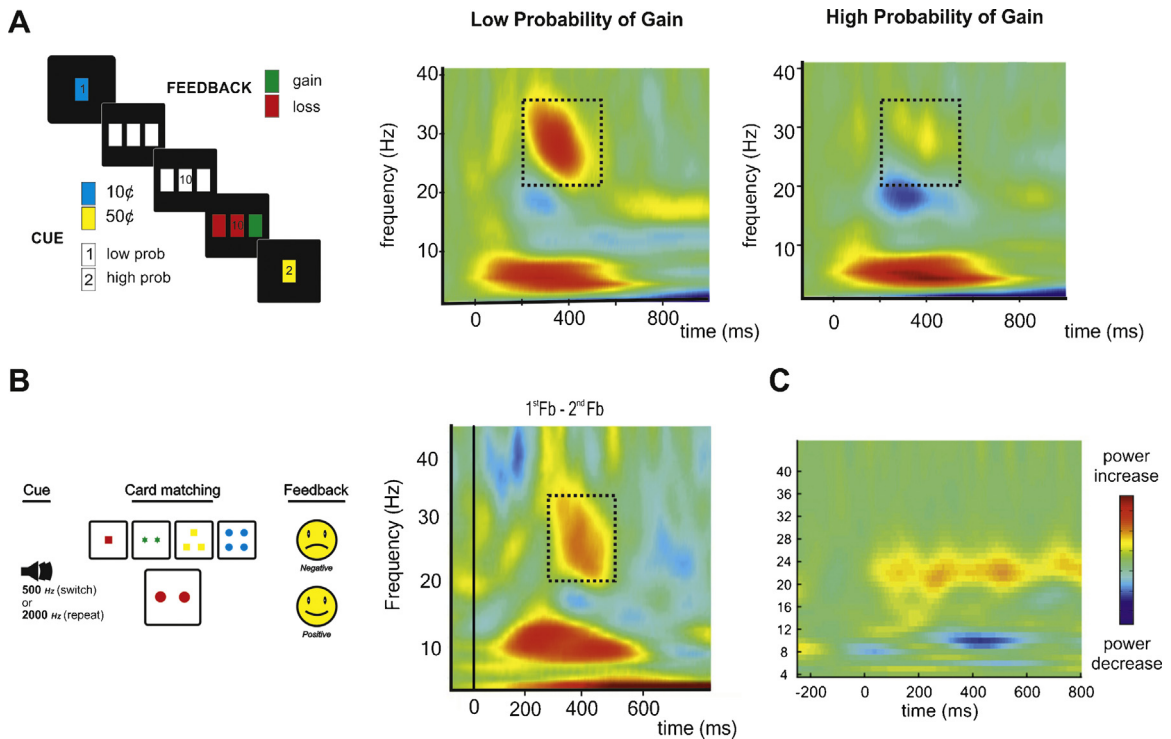 A
Low Probability of Gain
High Probability of Gain
FEEDBACK
gain
loss
1
10
10
2
10¢
50¢
CUE
1 low prob
2 high prob
frequency (Hz)
40
30
20
10
0 400 800
time (ms)
frequency (Hz)
40
30
20
10
0 400 800
time (ms)
B
Cue
Card matching
Feedback
500 Hz (switch)
or
2000 Hz (repeat)
Negative
Positive
1stFb - 2ndFb
Frequency (Hz)
40
30
20
10
0 200 400 600
time (ms)
C
40
36
32
28
24
20
16
12
8
4
-200 0 200 400 600 800
time (ms)
power
increase
power
decrease